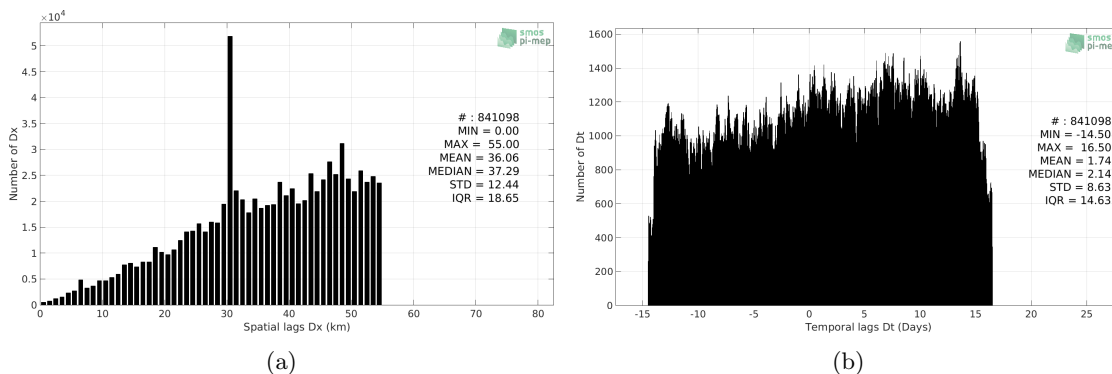 ×10⁴
5
4.5
4
3.5
3
2.5
2
1.5
1
0.5
0
Number of Dx
0 10 20 30 40 50 60 70 80
Spatial lags Dx (km)
smos
pi-mep
# : 841098
MIN = 0.00
MAX = 55.00
MEAN = 36.06
MEDIAN = 37.29
STD = 12.44
IQR = 18.65
(a)
1600
1400
1200
1000
800
600
400
200
0
Number of Dt
-15 -10 -5 0 5 10 15 20 25
Temporal lags Dt (Days)
smos
pi-mep
# : 841098
MIN = -14.50
MAX = 16.50
MEAN = 1.74
MEDIAN = 2.14
STD = 8.63
IQR = 14.63
(b)